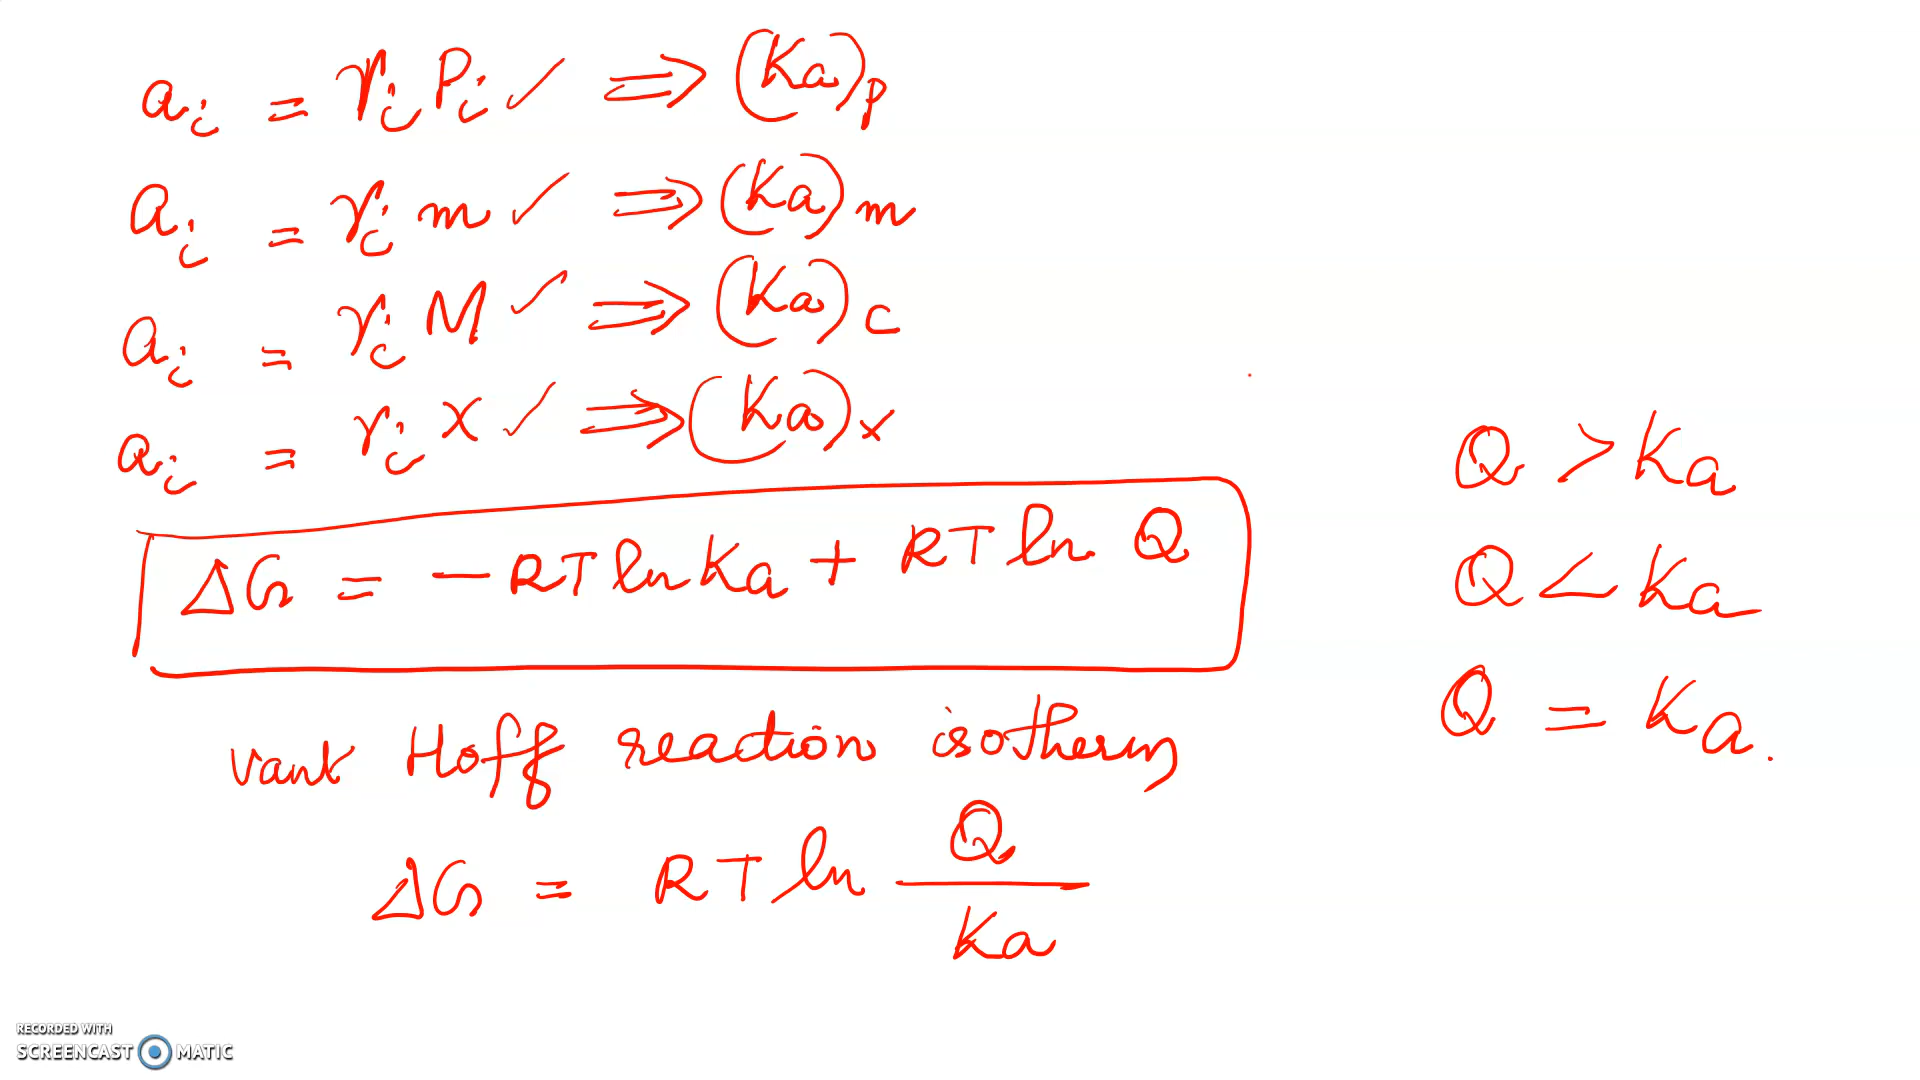 aᵢ = γᵢ Pᵢ ✓ ⇒ (Ka)p
aᵢ = γᵢ m ✓ ⇒ (Ka)m
aᵢ = γᵢ M ✓ ⇒ (Ka)c
aᵢ = γᵢ X ✓ ⇒ (Ka)x
ΔG = -RT ln Ka + RT ln Q
vant Hoff reaction isotherm
ΔG = RT ln Q/Ka
Q > Ka
Q < Ka
Q = Ka.
RECORDED WITH
SCREENCAST MATIC